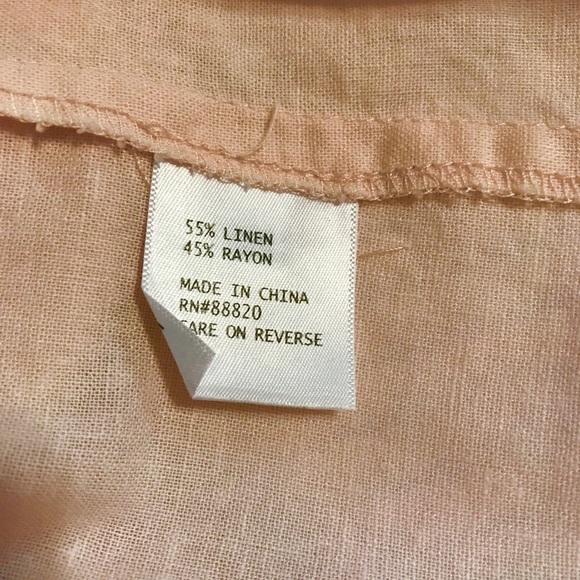 55% LINEN
45% RAYON
MADE IN CHINA
RN#88820
CARE ON REVERSE